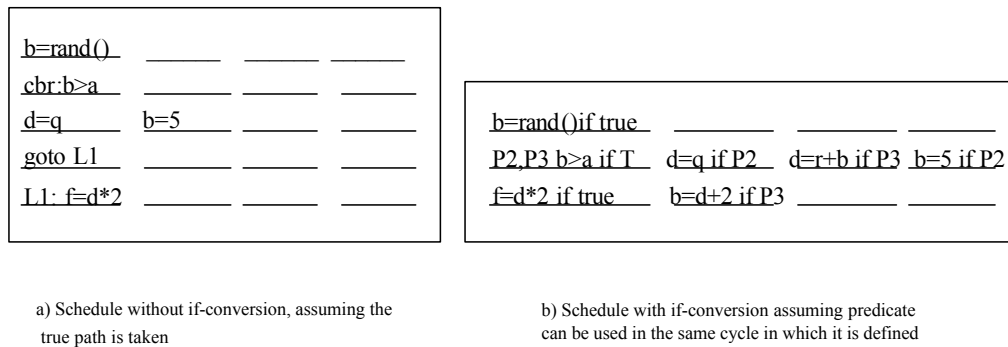 b=rand()
cbr:b>a
d=q b=5
goto L1
L1: f=d*2
b=rand()if true
P2,P3 b>a if T d=q if P2 d=r+b if P3 b=5 if P2
f=d*2 if true b=d+2 if P3
a) Schedule without if-conversion, assuming the
true path is taken
b) Schedule with if-conversion assuming predicate
can be used in the same cycle in which it is defined